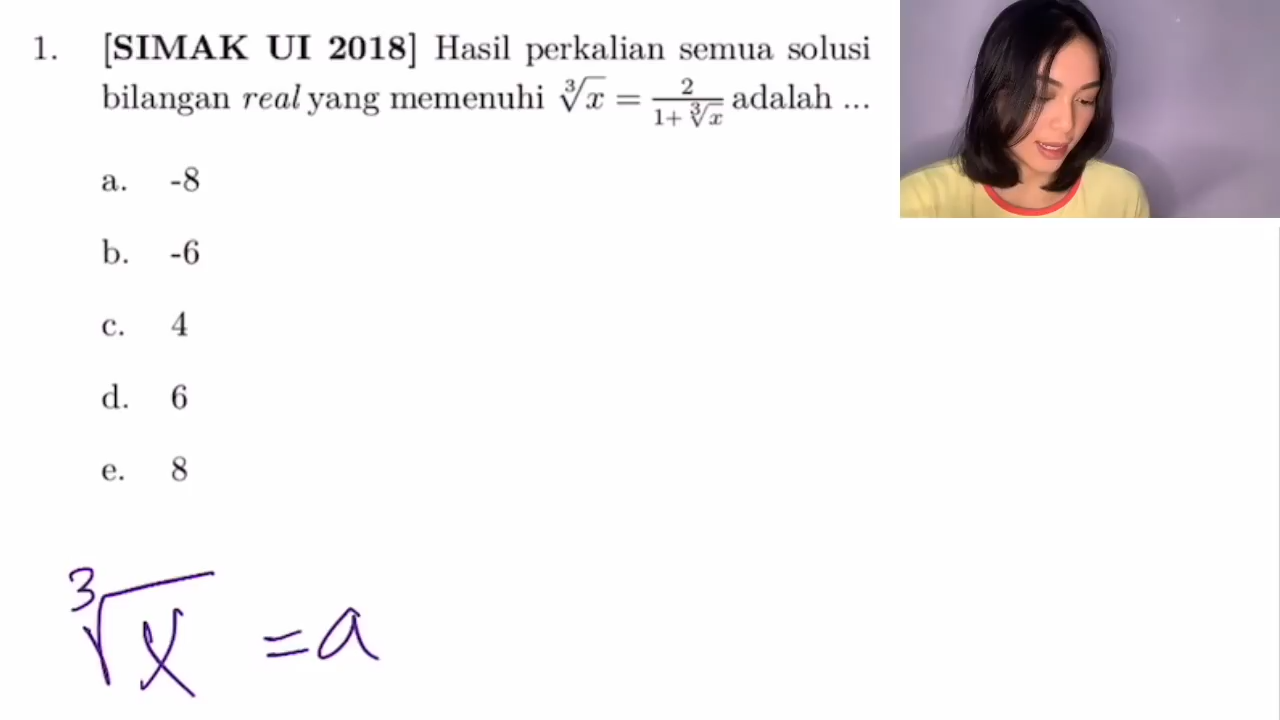 1. [SIMAK UI 2018] Hasil perkalian semua solusi
bilangan real yang memenuhi ∛x = 2/(1+∛x) adalah ...
a. -8
b. -6
c. 4
d. 6
e. 8
∛x = a